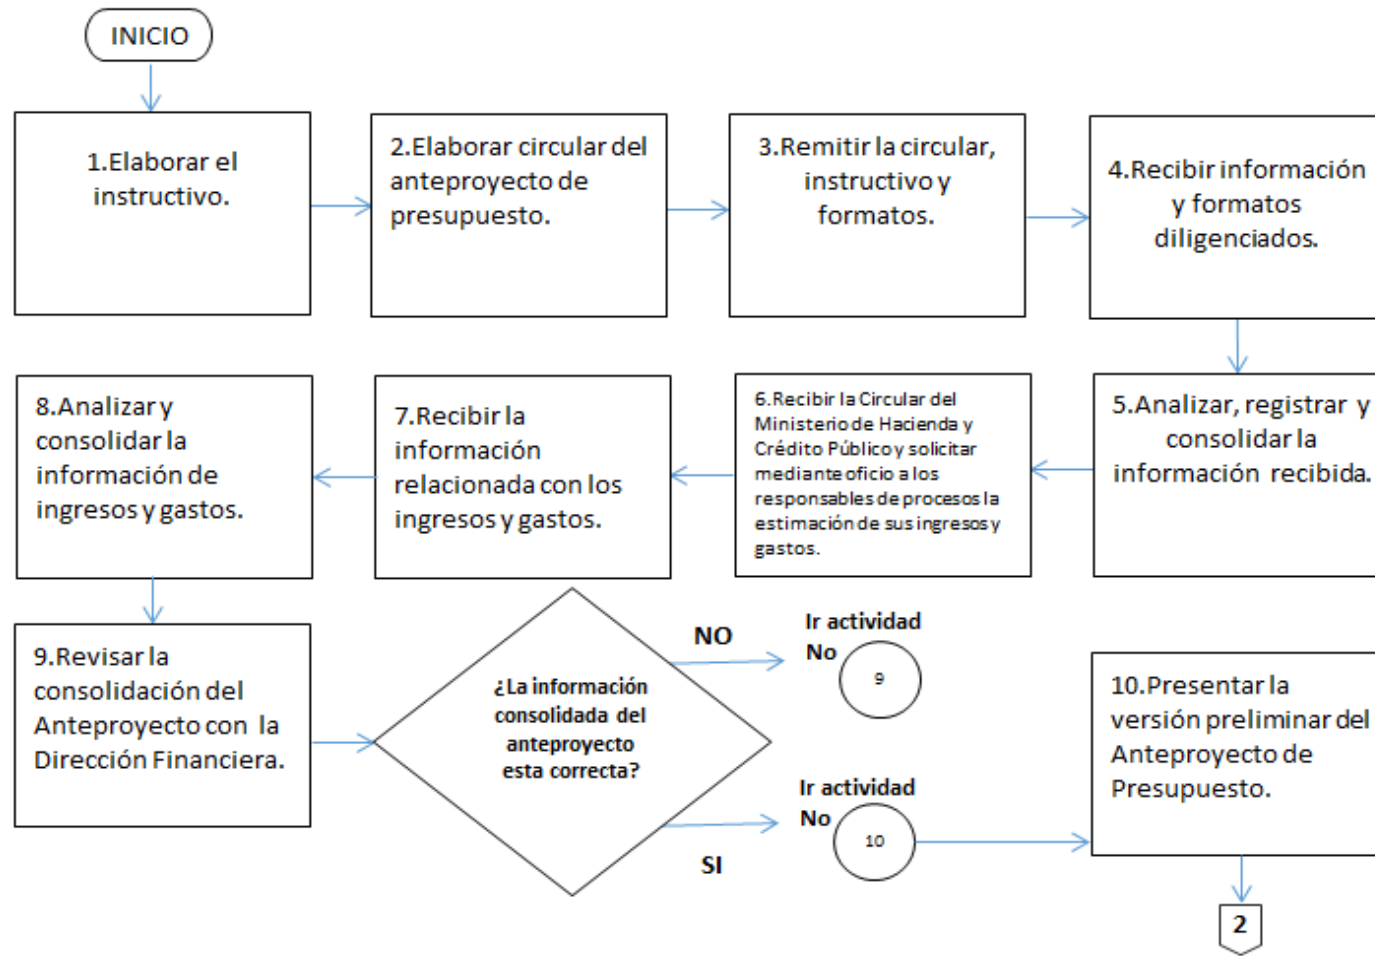 INICIO
1.Elaborar el
instructivo.
2.Elaborar circular del
anteproyecto de
presupuesto.
3.Remitir la circular,
instructivo y
formatos.
4.Recibir información
y formatos
diligenciados.
5.Analizar, registrar y
consolidar la
información recibida.
6.Recibir la Circular del
Ministerio de Hacienda y
Crédito Público y solicitar
mediante oficio a los
responsables de procesos la
estimación de sus ingresos y
gastos.
7.Recibir la
información
relacionada con los
ingresos y gastos.
8.Analizar y
consolidar la
información de
ingresos y gastos.
9.Revisar la
consolidación del
Anteproyecto con la
Dirección Financiera.
¿La información
consolidada del
anteproyecto
esta correcta?
NO
Ir actividad
No
9
SI
Ir actividad
No
10
10.Presentar la
versión preliminar del
Anteproyecto de
Presupuesto.
2